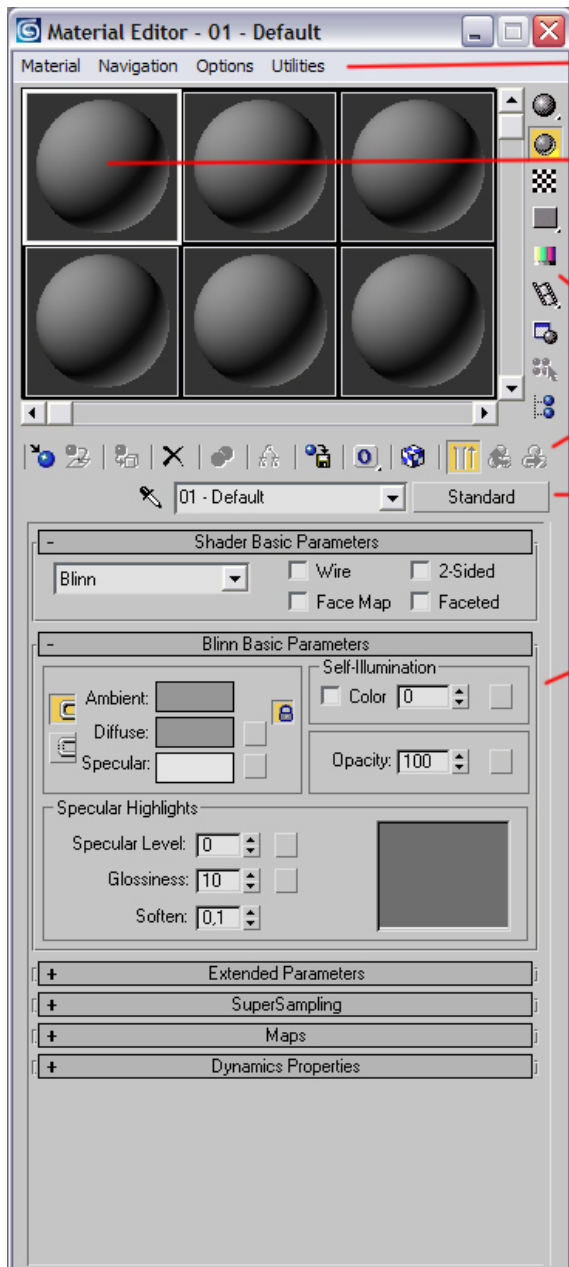 Material Editor - 01 - Default
Material Navigation Options Utilities
01 - Default
Standard
- Shader Basic Parameters
Blinn
Wire
2-Sided
Face Map
Faceted
- Blinn Basic Parameters
Ambient:
Diffuse:
Specular:
Self-Illumination
Color 0
Opacity: 100
Specular Highlights
Specular Level: 0
Glossiness: 10
Soften: 0,1
+ Extended Parameters
+ SuperSampling
+ Maps
+ Dynamics Properties